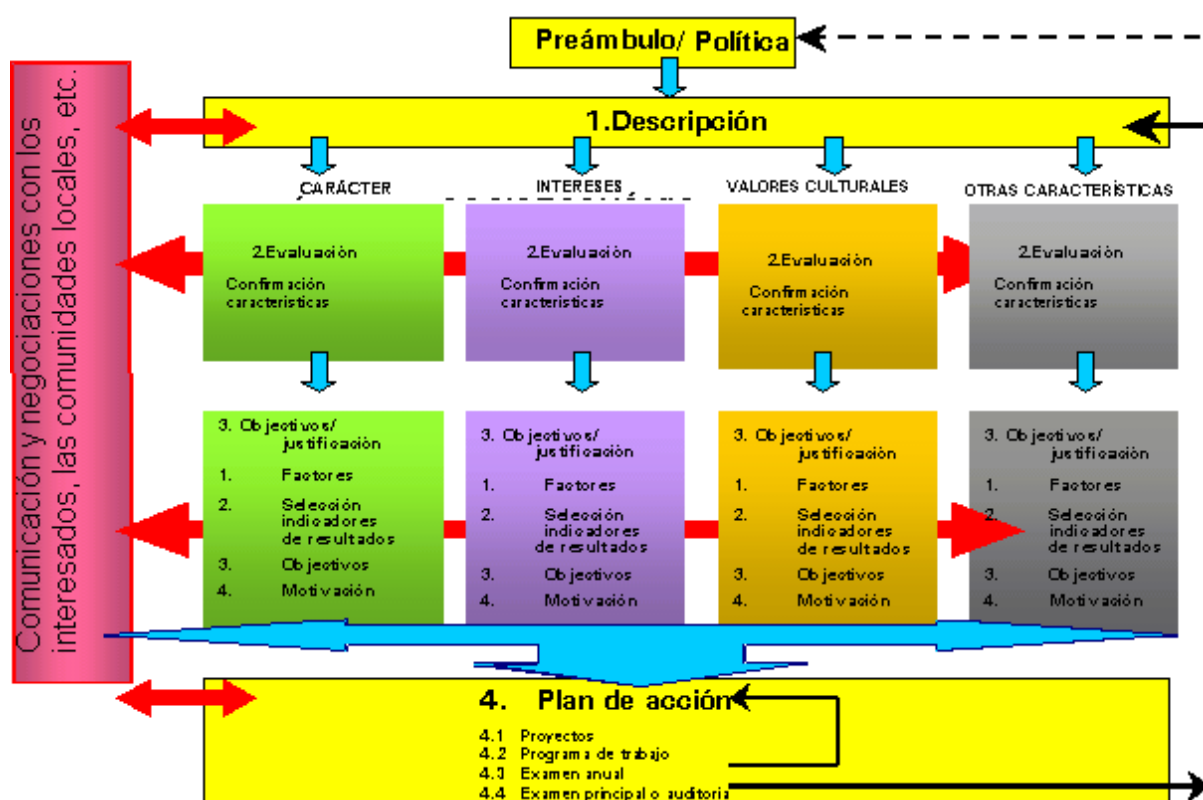 Preámbulo/ Política
Comunicación y negociaciones con los
interesados, las comunidades locales, etc.
1.Descripción
CARÁCTER
INTERESES
VALORES CULTURALES
OTRAS CARACTERÍSTICAS
2.Evaluación
Confirmación
características
2.Evaluación
Confirmación
características
2.Evaluación
Confirmación
características
2.Evaluación
Confirmación
características
3. Objectivos/
justificación
1. Factores
2. Selección
indicadores
de resultados
3. Objectivos
4. Motivación
3. Objectivos/
justificación
1. Factores
2. Selección
indicadores
de resultados
3. Objectivos
4. Motivación
3. Objectivos/
justificación
1. Factores
2. Selección
indicadores
de resultados
3. Objectivos
4. Motivación
3. Objectivos/
justificación
1. Factores
2. Selección
indicadores
de resultados
3. Objectivos
4. Motivación
4. Plan de acción
4.1 Proyectos
4.2 Programa de trabajo
4.3 Examen anual
4.4 Examen principal o auditoria